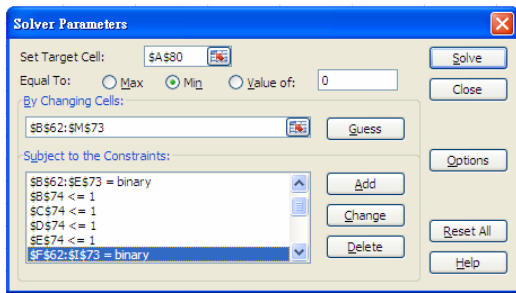 Solver Parameters
Set Target Cell: $A$80
Solve
Equal To: Max Min Value of: 0
Close
By Changing Cells:
$B$62:$M$73
Guess
Subject to the Constraints:
Options
$B$62:$E$73 = binary
Add
$B$74 <= 1
$C$74 <= 1
Change
$D$74 <= 1
Reset All
$E$74 <= 1
Delete
$F$62:$I$73 = binary
Help